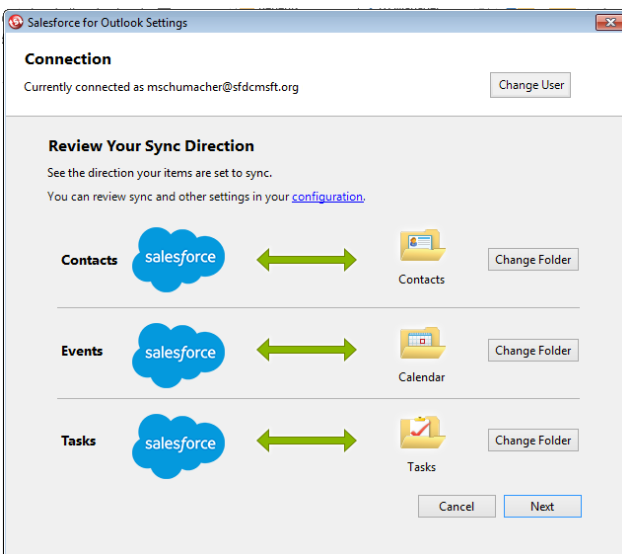 Salesforce for Outlook Settings
Connection
Currently connected as mschumacher@sfdcmsft.org
Change User
Review Your Sync Direction
See the direction your items are set to sync.
You can review sync and other settings in your configuration.
Contacts
salesforce
Contacts
Change Folder
Events
salesforce
Calendar
Change Folder
Tasks
salesforce
Tasks
Change Folder
Cancel
Next